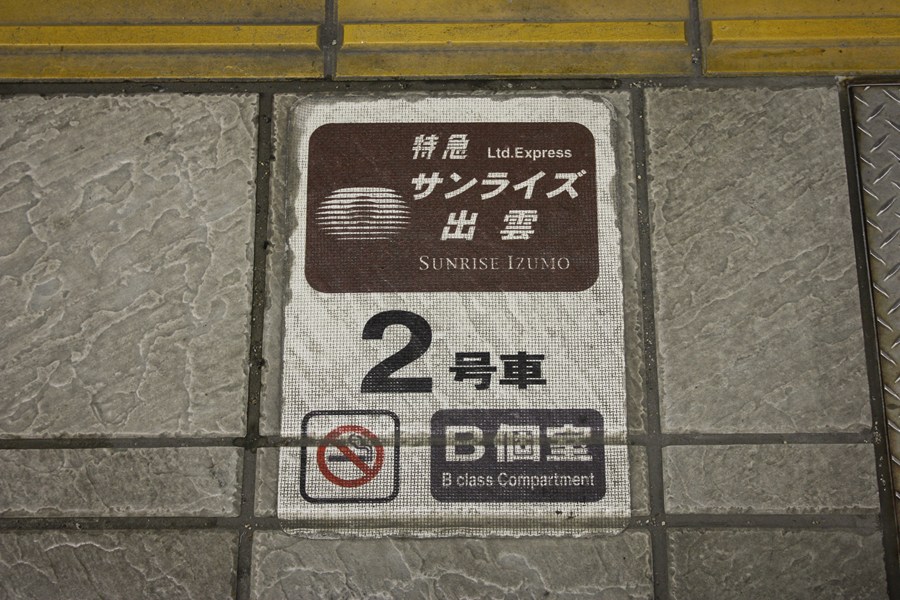 特急 Ltd.Express
サンライズ
出雲
SUNRISE IZUMO
2号車
B個室
B class Compartment